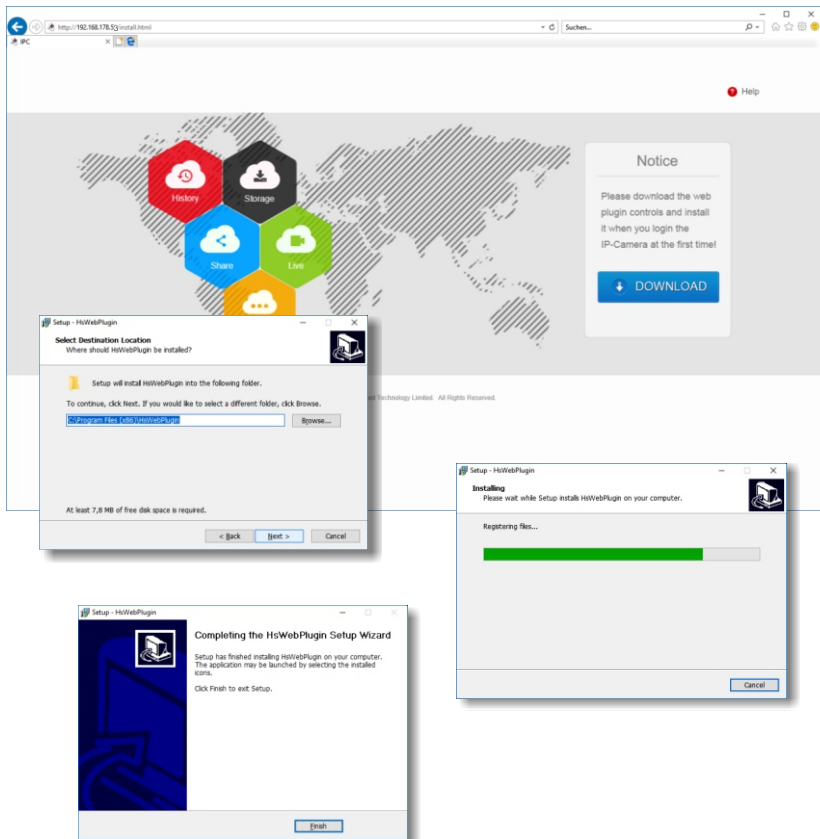 http://192.168.178.53/install.html
Suchen...
IPC
Help
History
Storage
Share
Live
Notice
Please download the web
plugin controls and install
it when you login the
IP-Camera at the first time!
DOWNLOAD
Technology Limited. All Rights Reserved.
Setup - HsWebPlugin
Select Destination Location
Where should HsWebPlugin be installed?
Setup will install HsWebPlugin into the following folder.
To continue, click Next. If you would like to select a different folder, click Browse.
C:\Program Files (x86)\HsWebPlugin
Browse...
At least 7,8 MB of free disk space is required.
< Back
Next >
Cancel
Setup - HsWebPlugin
Installing
Please wait while Setup installs HsWebPlugin on your computer.
Registering files...
Cancel
Setup - HsWebPlugin
Completing the HsWebPlugin Setup Wizard
Setup has finished installing HsWebPlugin on your computer.
The application may be launched by selecting the installed
icons.
Click Finish to exit Setup.
Finish